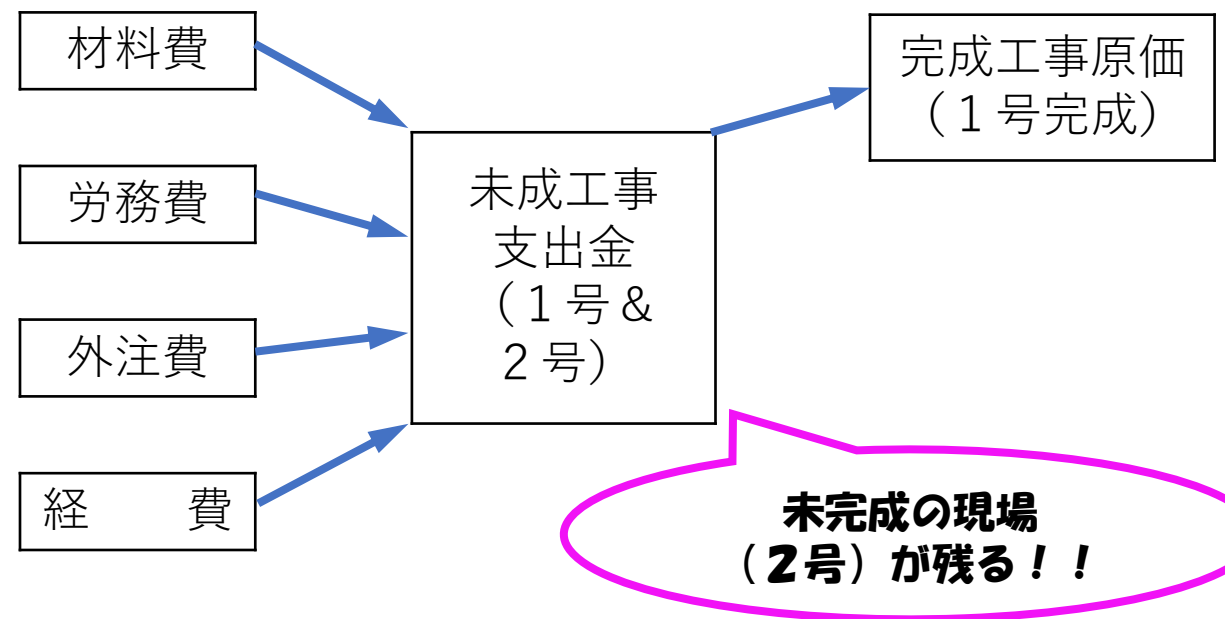 材料費
労務費
外注費
経　　費
未成工事
支出金
（１号＆
２号）
完成工事原価
（１号完成）
未完成の現場
（２号）が残る！！